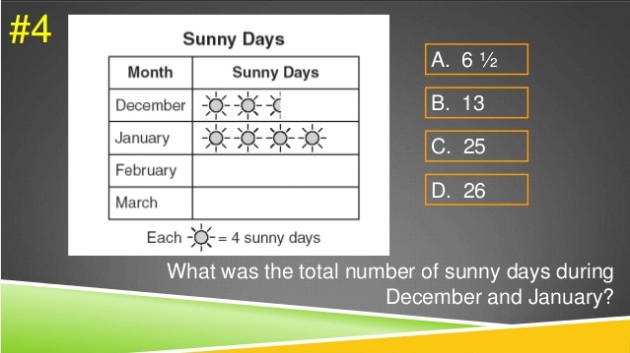 #4
Sunny Days
Month Sunny Days
December
January
February
March
Each = 4 sunny days
A. 6 ½
B. 13
C. 25
D. 26
What was the total number of sunny days during
December and January?